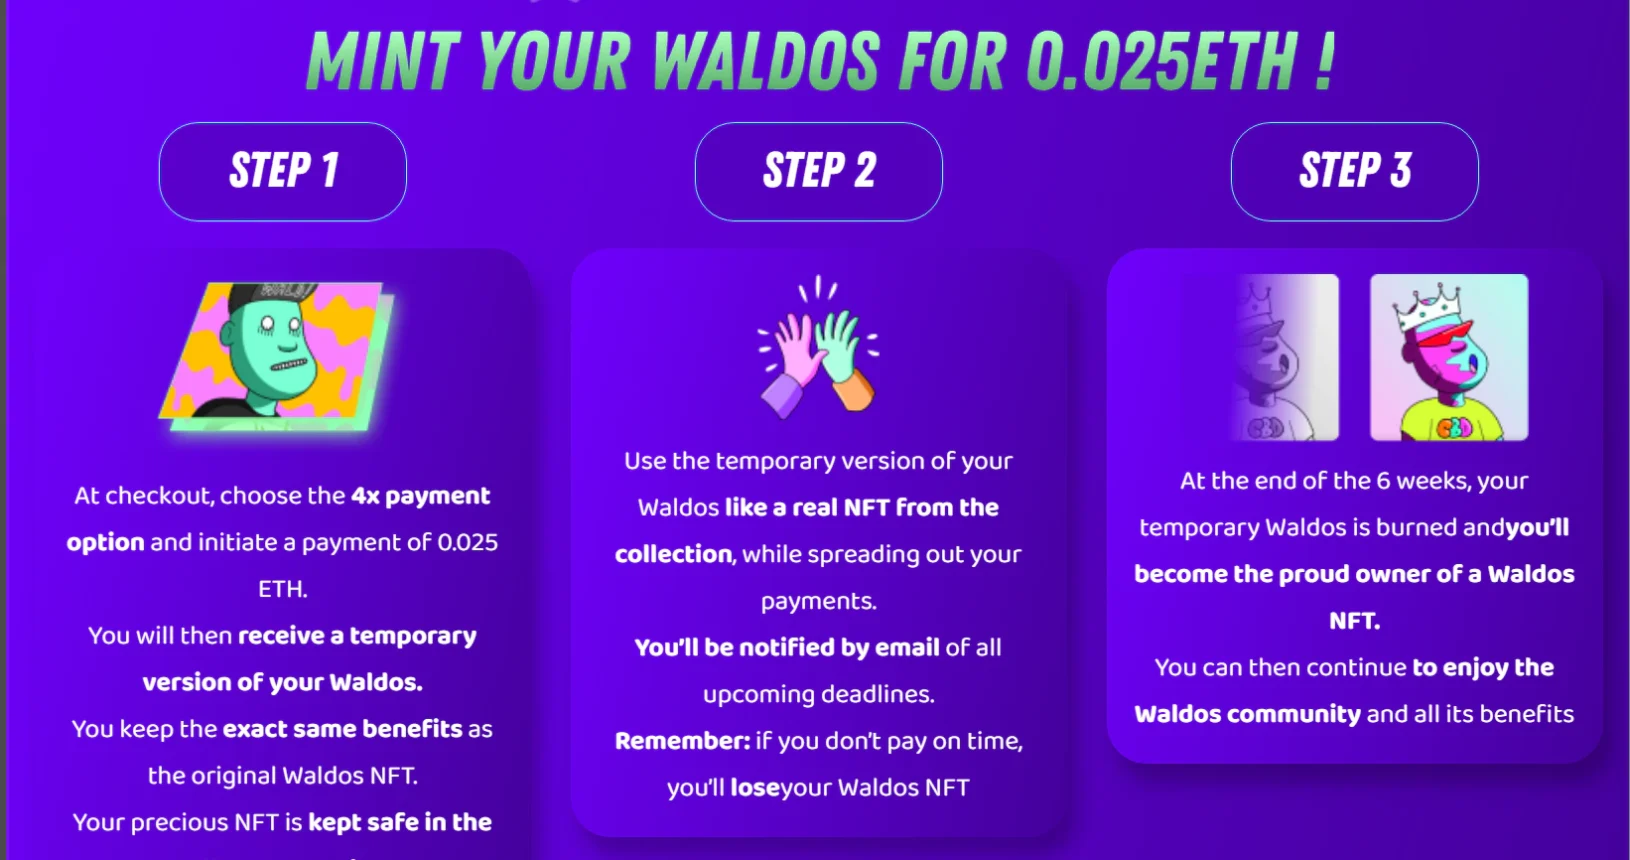 MINT YOUR WALDOS FOR 0.025ETH !
STEP 1
At checkout, choose the 4x payment
option and initiate a payment of 0.025
ETH.
You will then receive a temporary
version of your Waldos.
You keep the exact same benefits as
the original Waldos NFT.
Your precious NFT is kept safe in the
STEP 2
Use the temporary version of your
Waldos like a real NFT from the
collection, while spreading out your
payments.
You'll be notified by email of all
upcoming deadlines.
Remember: if you don't pay on time,
you'll loseyour Waldos NFT
STEP 3
CBD
CBD
At the end of the 6 weeks, your
temporary Waldos is burned andyou'll
become the proud owner of a Waldos
NFT.
You can then continue to enjoy the
Waldos community and all its benefits